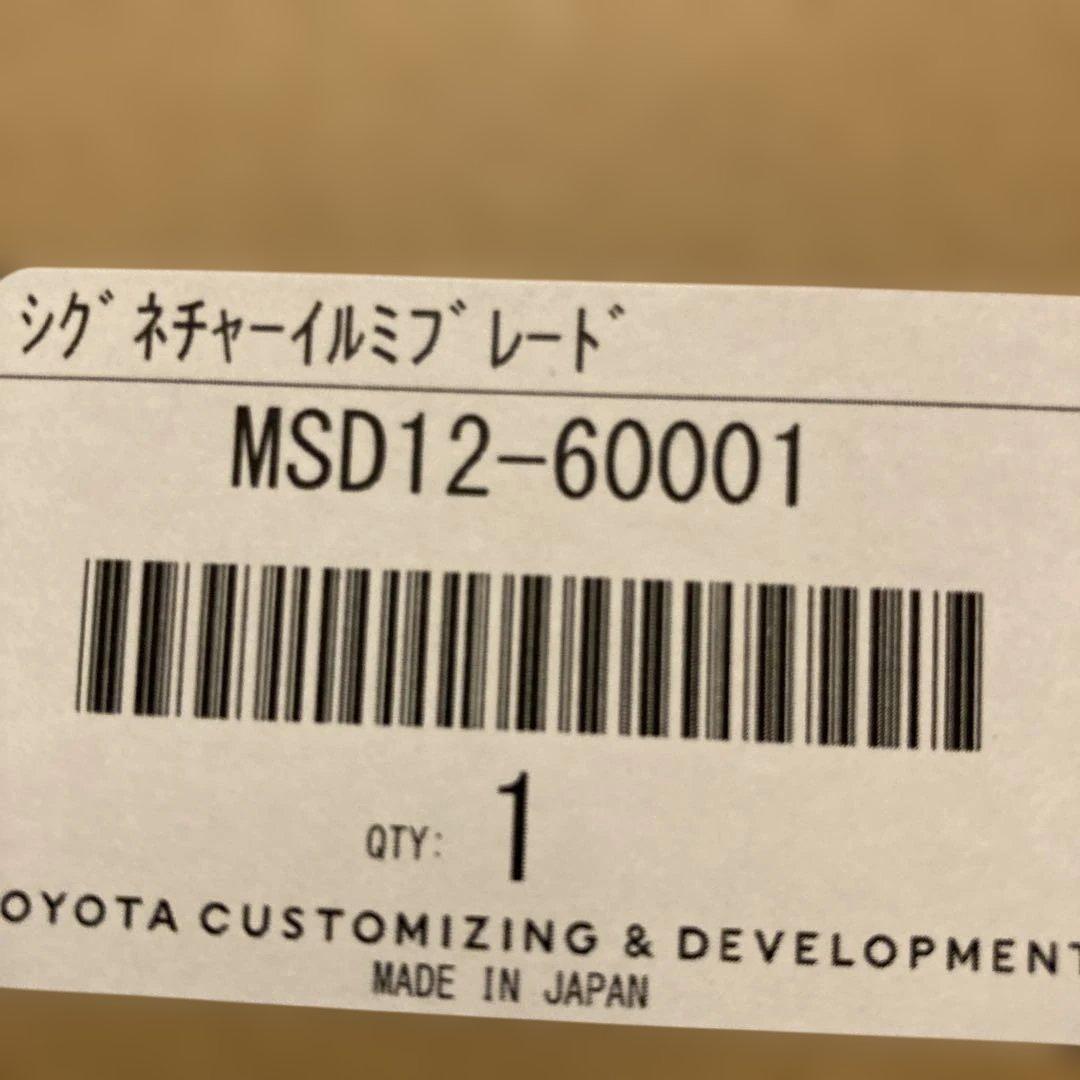 ｼｸﾞﾈﾁｬｰｲﾙﾐﾌﾞﾚｰﾄﾞ
MSD12-60001
QTY: 1
OYOTA CUSTOMIZING & DEVELOPMENT
MADE IN JAPAN